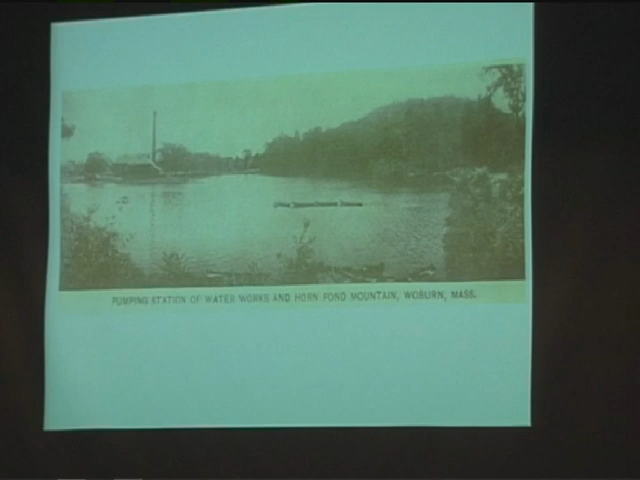 PUMPING STATION OF WATER WORKS AND HORN POND MOUNTAIN, WOBURN, MASS.